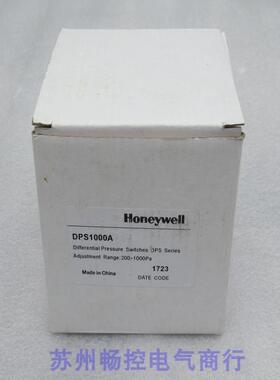 Honeywell
DPS1000A
Differential Pressure Switches DPS Series
Adjustment Range:200~1000Pa
1723
Made in China
DATE CODE
苏州畅控电气商行